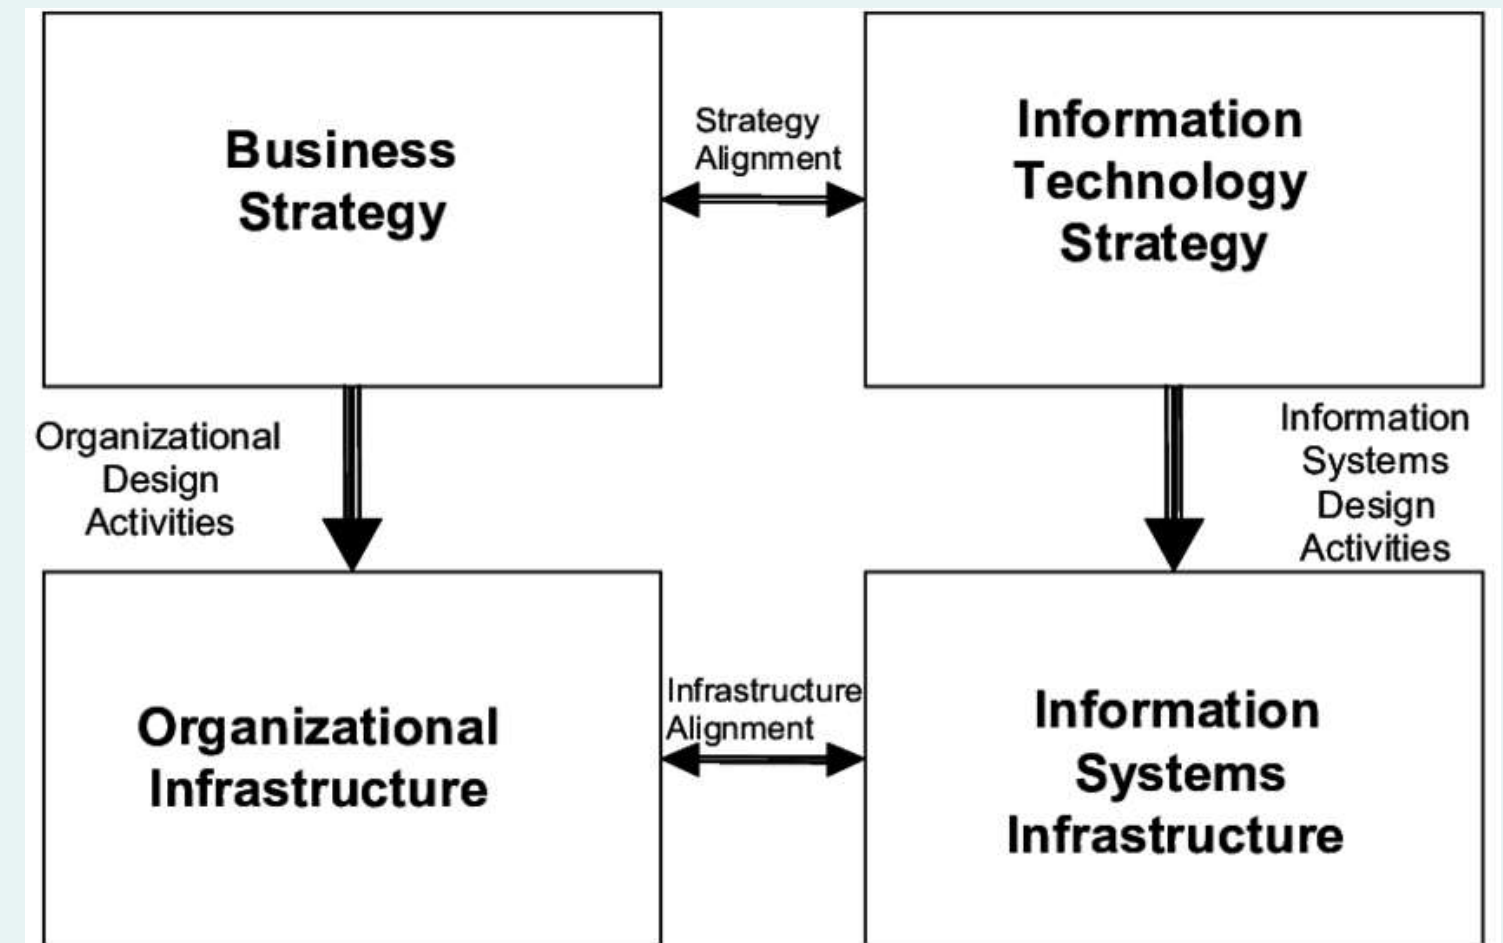 Business
Strategy
Strategy
Alignment
Information
Technology
Strategy
Organizational
Design
Activities
Information
Systems
Design
Activities
Organizational
Infrastructure
Infrastructure
Alignment
Information
Systems
Infrastructure